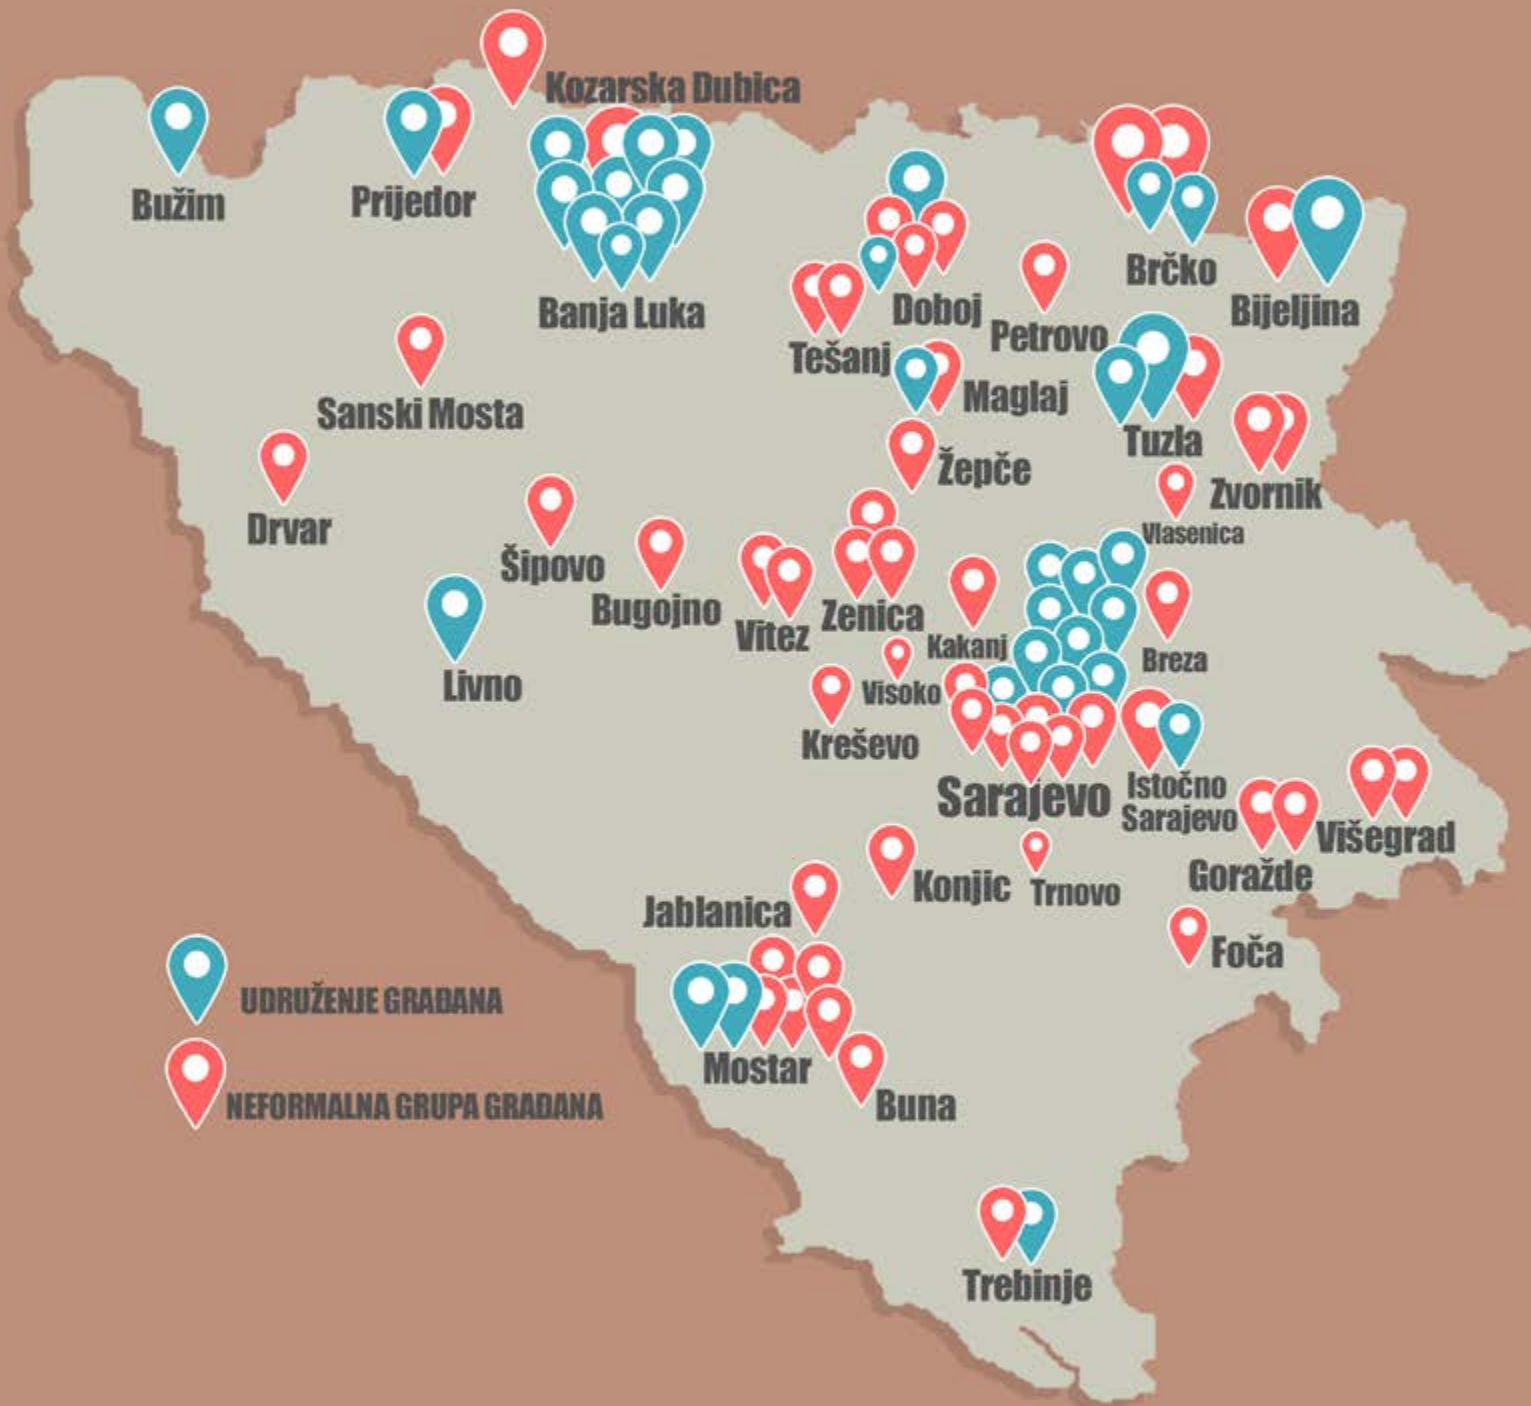 Kozarska Dubica
Bužim
Prijedor
Banja Luka
Brčko
Bijeljina
Doboj
Petrovo
Tešanj
Maglaj
Sanski Mosta
Tuzla
Žepče
Zvornik
Drvar
Vlasenica
Šipovo
Bugojno
Vitez
Zenica
Kakanj
Breza
Livno
Visoko
Kreševo
Sarajevo
Istočno
Sarajevo
Višegrad
Goražde
Konjic
Trnovo
Jablanica
Foča
UDRUŽENJE GRAĐANA
Mostar
Buna
NEFORMALNA GRUPA GRAĐANA
Trebinje